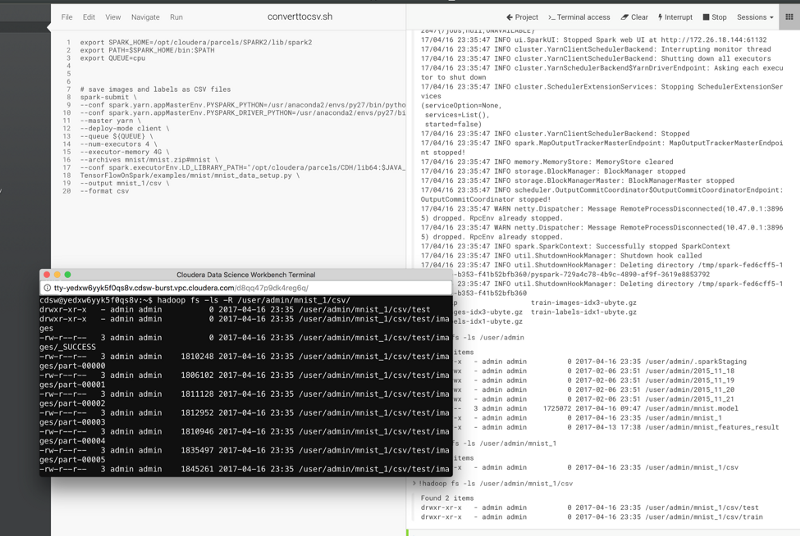 File Edit View Navigate Run
converttocsv.sh
Project >_ Terminal access Clear Interrupt Stop Sessions
1 export SPARK_HOME=/opt/cloudera/parcels/SPARK2/lib/spark2
2 export PATH=$SPARK_HOME/bin:$PATH
3 export QUEUE=cpu
4
5
6
7 # save images and labels as CSV files
8 spark-submit \
9 --conf spark.yarn.appMasterEnv.PYSPARK_PYTHON=/usr/anaconda2/envs/py27/bin/pytho
10 --conf spark.yarn.appMasterEnv.PYSPARK_DRIVER_PYTHON=/usr/anaconda2/envs/py27/bi
11 --master yarn \
12 --deploy-mode client \
13 --queue ${QUEUE} \
14 --num-executors 4 \
15 --executor-memory 4G \
16 --archives mnist/mnist.zip#mnist \
17 --conf spark.executorEnv.LD_LIBRARY_PATH="/opt/cloudera/parcels/CDH/lib64:$JAVA_
18 TensorFlowOnSpark/examples/mnist/mnist_data_setup.py \
19 --output mnist_1/csv \
20 --format csv
17/04/16 23:35:47 INFO ui.SparkUI: Stopped Spark web UI at http://172.26.18.144:61132
17/04/16 23:35:47 INFO cluster.YarnClientSchedulerBackend: Interrupting monitor thread
17/04/16 23:35:47 INFO cluster.YarnClientSchedulerBackend: Shutting down all executors
17/04/16 23:35:47 INFO cluster.YarnSchedulerBackend$YarnDriverEndpoint: Asking each execu
tor to shut down
17/04/16 23:35:47 INFO cluster.SchedulerExtensionServices: Stopping SchedulerExtensionSer
vices
(serviceOption=None,
services=List(),
started=false)
17/04/16 23:35:47 INFO cluster.YarnClientSchedulerBackend: Stopped
17/04/16 23:35:47 INFO spark.MapOutputTrackerMasterEndpoint: MapOutputTrackerMasterEndpoi
nt stopped!
17/04/16 23:35:47 INFO memory.MemoryStore: MemoryStore cleared
17/04/16 23:35:47 INFO storage.BlockManager: BlockManager stopped
17/04/16 23:35:47 INFO storage.BlockManagerMaster: BlockManagerMaster stopped
17/04/16 23:35:47 INFO scheduler.OutputCommitCoordinator$OutputCommitCoordinatorEndpoint:
OutputCommitCoordinator stopped!
17/04/16 23:35:47 WARN netty.Dispatcher: Message RemoteProcessDisconnected(10.47.0.1:3896
5) dropped. RpcEnv already stopped.
17/04/16 23:35:47 WARN netty.Dispatcher: Message RemoteProcessDisconnected(10.47.0.1:3896
5) dropped. RpcEnv already stopped.
17/04/16 23:35:47 INFO spark.SparkContext: Successfully stopped SparkContext
17/04/16 23:35:47 INFO util.ShutdownHookManager: Shutdown hook called
17/04/16 23:35:47 INFO util.ShutdownHookManager: Deleting directory /tmp/spark-fed6cff5-1
-b353-f41b52bfb360/pyspark-729a4c78-4b9c-4890-af9f-3619e8853792
17/04/16 23:35:47 INFO util.ShutdownHookManager: Deleting directory /tmp/spark-fed6cff5-1
-b353-f41b52bfb360
train-images-idx3-ubyte.gz
ges-idx3-ubyte.gz train-labels-idx1-ubyte.gz
els-idx1-ubyte.gz
fs -ls /user/admin
items
-x - admin admin 0 2017-04-16 23:35 /user/admin/.sparkStaging
wx - admin admin 0 2017-02-06 23:51 /user/admin/2015_11_18
wx - admin admin 0 2017-02-06 23:51 /user/admin/2015_11_19
wx - admin admin 0 2017-02-06 23:51 /user/admin/2015_11_20
wx - admin admin 0 2017-02-06 23:51 /user/admin/2015_11_21
-- 3 admin admin 1725072 2017-04-16 09:47 /user/admin/mnist.model
-x - admin admin 0 2017-04-16 23:35 /user/admin/mnist_1
-x - admin admin 0 2017-04-13 17:38 /user/admin/mnist_features_result
fs -ls /user/admin/mnist_1
items
-x - admin admin 0 2017-04-16 23:35 /user/admin/mnist_1/csv
> !hadoop fs -ls /user/admin/mnist_1/csv
Found 2 items
drwxr-xr-x - admin admin 0 2017-04-16 23:35 /user/admin/mnist_1/csv/test
drwxr-xr-x - admin admin 0 2017-04-16 23:35 /user/admin/mnist_1/csv/train
Cloudera Data Science Workbench Terminal
tty-yedxw6yyk5f0qs8v.cdsw-burst.vpc.cloudera.com/d8qq47p9dk4reg6q/
cdsw@yedxw6yyk5f0qs8v:~$ hadoop fs -ls -R /user/admin/mnist_1/csv/
drwxr-xr-x - admin admin 0 2017-04-16 23:35 /user/admin/mnist_1/csv/test
drwxr-xr-x - admin admin 0 2017-04-16 23:35 /user/admin/mnist_1/csv/test/ima
ges
-rw-r--r-- 3 admin admin 0 2017-04-16 23:35 /user/admin/mnist_1/csv/test/ima
ges/_SUCCESS
-rw-r--r-- 3 admin admin 1810248 2017-04-16 23:35 /user/admin/mnist_1/csv/test/ima
ges/part-00000
-rw-r--r-- 3 admin admin 1806102 2017-04-16 23:35 /user/admin/mnist_1/csv/test/ima
ges/part-00001
-rw-r--r-- 3 admin admin 1811128 2017-04-16 23:35 /user/admin/mnist_1/csv/test/ima
ges/part-00002
-rw-r--r-- 3 admin admin 1812952 2017-04-16 23:35 /user/admin/mnist_1/csv/test/ima
ges/part-00003
-rw-r--r-- 3 admin admin 1810946 2017-04-16 23:35 /user/admin/mnist_1/csv/test/ima
ges/part-00004
-rw-r--r-- 3 admin admin 1835497 2017-04-16 23:35 /user/admin/mnist_1/csv/test/ima
ges/part-00005
-rw-r--r-- 3 admin admin 1845261 2017-04-16 23:35 /user/admin/mnist_1/csv/test/ima